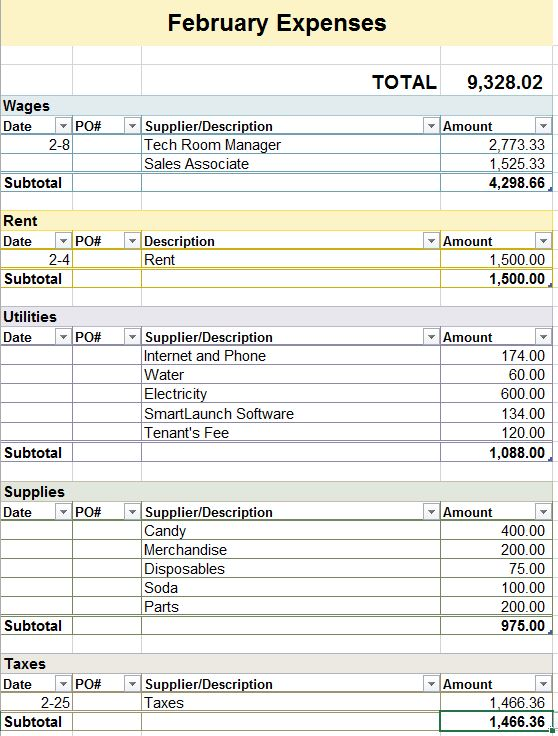 February Expenses
TOTAL 9,328.02
Wages
Date PO# Supplier/Description Amount
2-8 Tech Room Manager 2,773.33
Sales Associate 1,525.33
Subtotal 4,298.66
Rent
Date PO# Description Amount
2-4 Rent 1,500.00
Subtotal 1,500.00
Utilities
Date PO# Supplier/Description Amount
Internet and Phone 174.00
Water 60.00
Electricity 600.00
SmartLaunch Software 134.00
Tenant's Fee 120.00
Subtotal 1,088.00
Supplies
Date PO# Supplier/Description Amount
Candy 400.00
Merchandise 200.00
Disposables 75.00
Soda 100.00
Parts 200.00
Subtotal 975.00
Taxes
Date PO# Supplier/Description Amount
2-25 Taxes 1,466.36
Subtotal 1,466.36